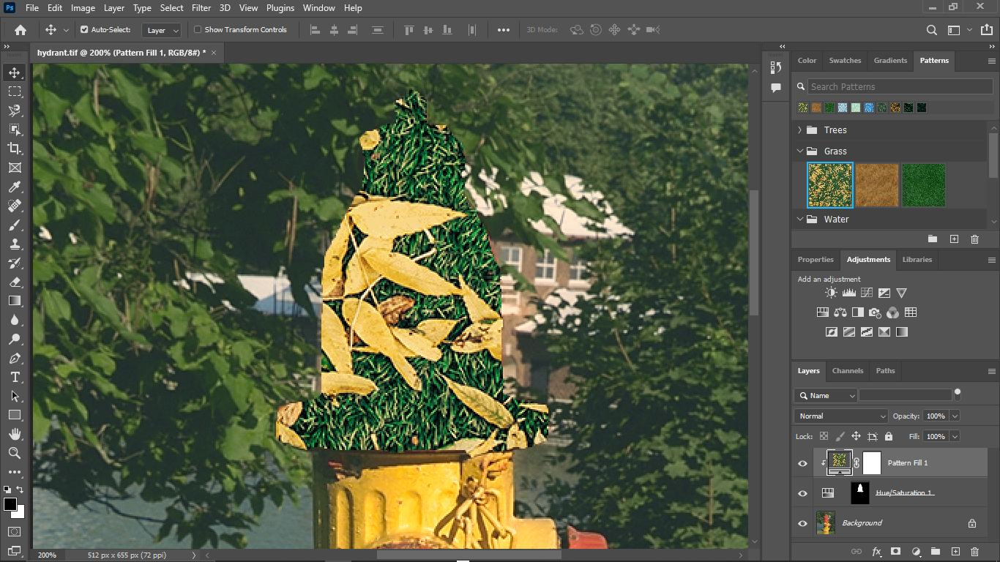 Ps File Edit Image Layer Type Select Filter 3D View Plugins Window Help
Auto-Select: Layer Show Transform Controls 3D Mode:
hydrant.tif @ 200% (Pattern Fill 1, RGB/8#) * ×
Color Swatches Gradients Patterns
Search Patterns
Trees
Grass
Water
Properties Adjustments Libraries
Add an adjustment
Layers Channels Paths
Name
Normal Opacity: 100%
Lock: Fill: 100%
Pattern Fill 1
Hue/Saturation 1
Background
200% 512 px x 655 px (72 ppi)